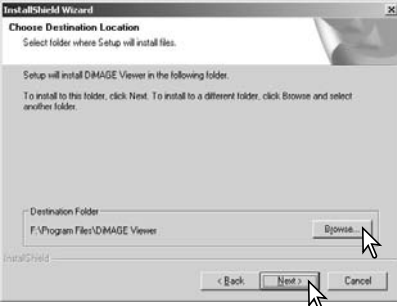 InstallShield Wizard
Choose Destination Location
Select folder where Setup will install files.
Setup will install DiMAGE Viewer in the following folder.
To install to this folder, click Next. To install to a different folder, click Browse and select
another folder.
Destination Folder
F:\Program Files\DiMAGE Viewer
Browse...
InstallShield
< Back
Next >
Cancel